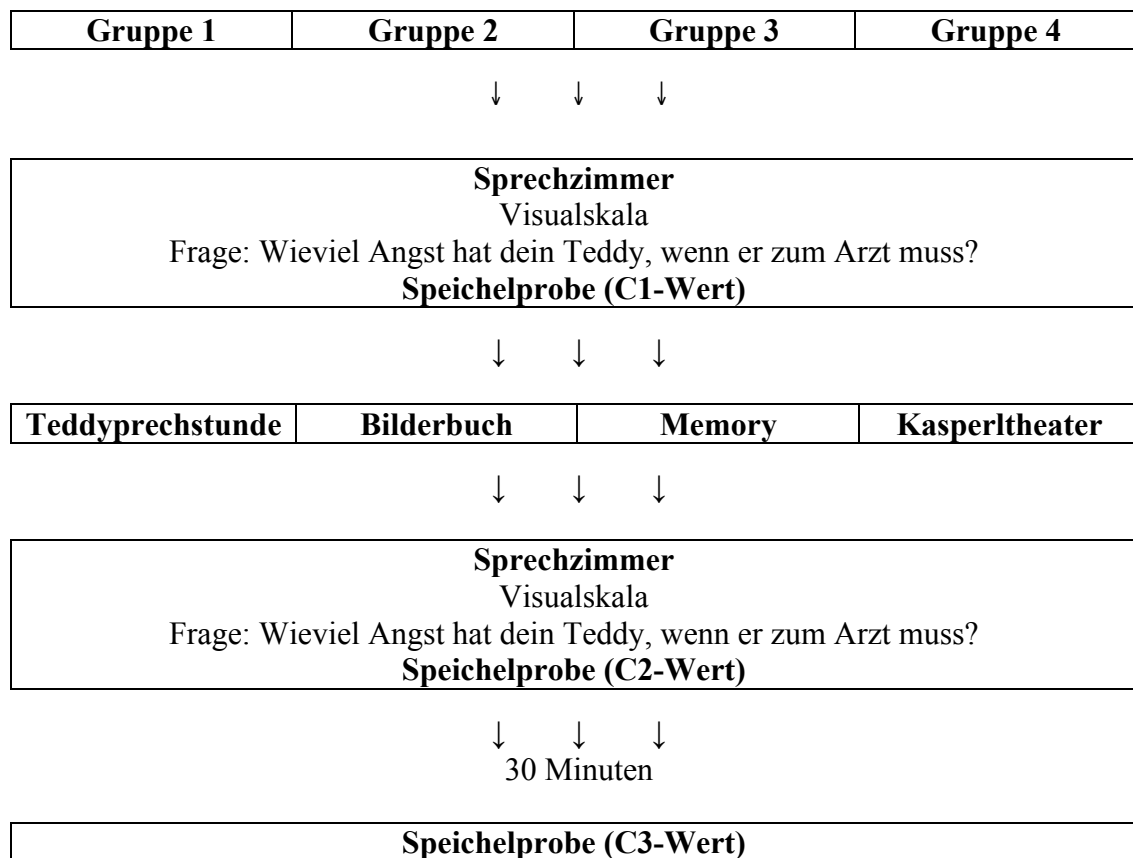 Gruppe 1 Gruppe 2 Gruppe 3 Gruppe 4
↓ ↓ ↓
Sprechzimmer
Visualskala
Frage: Wieviel Angst hat dein Teddy, wenn er zum Arzt muss?
Speichelprobe (C1-Wert)
↓ ↓ ↓
Teddyprechstunde Bilderbuch Memory Kasperltheater
↓ ↓ ↓
Sprechzimmer
Visualskala
Frage: Wieviel Angst hat dein Teddy, wenn er zum Arzt muss?
Speichelprobe (C2-Wert)
↓ ↓ ↓
30 Minuten
Speichelprobe (C3-Wert)